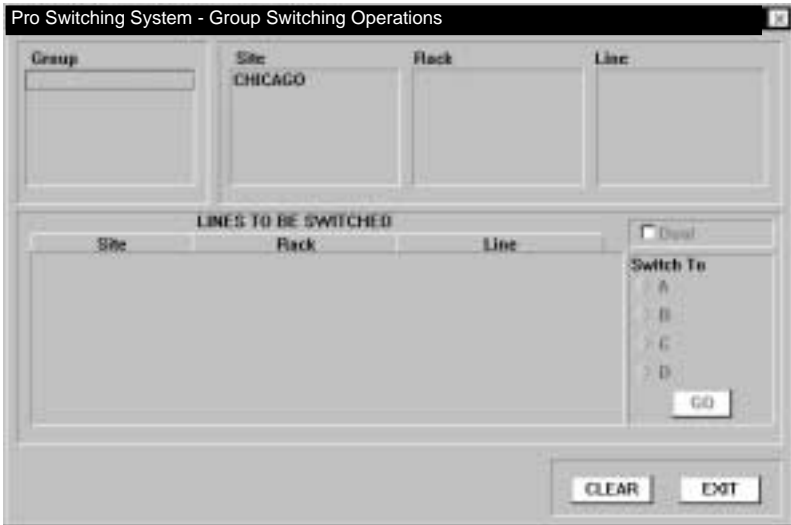 Pro Switching System - Group Switching Operations
Group
Site
Rack
Line
CHICAGO
LINES TO BE SWITCHED
Site
Rack
Line
Dual
Switch To
A
B
C
D
GO
CLEAR
EXIT